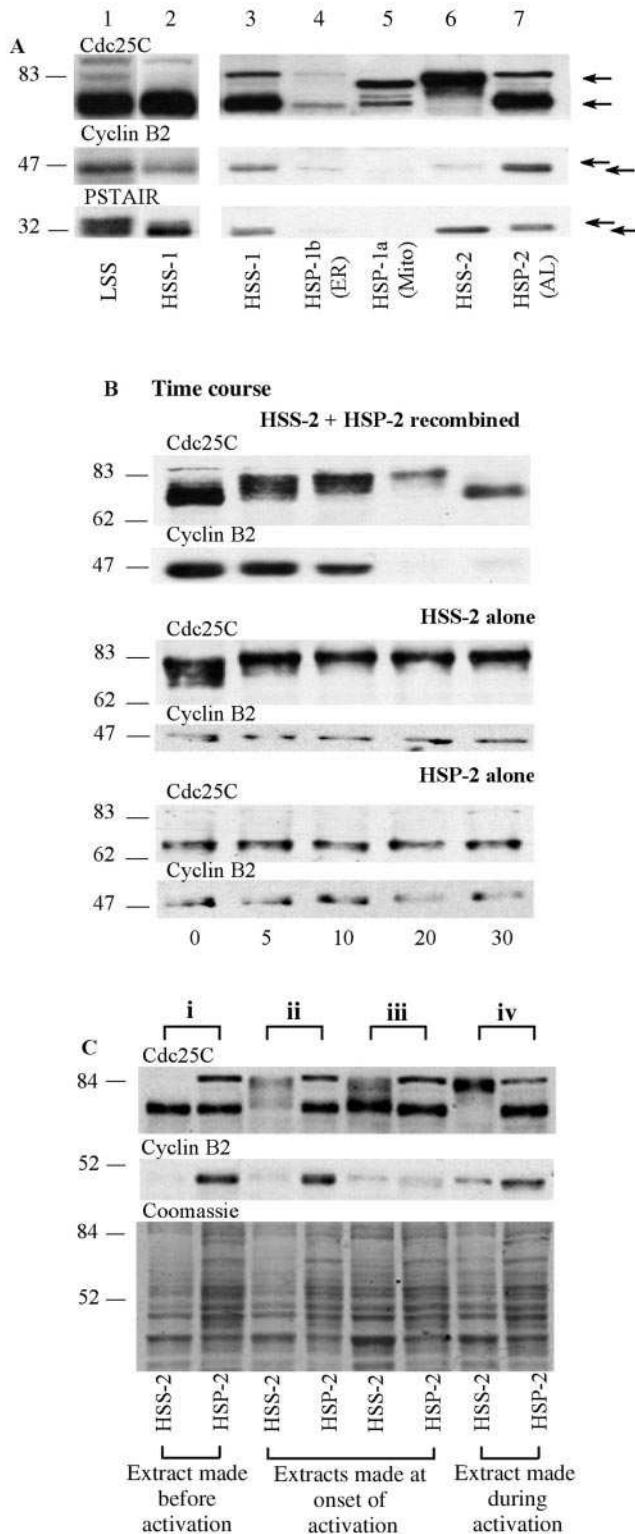 1 2 3 4 5 6 7
A
Cdc25C
83
Cyclin B2
47
PSTAIR
32
LSS
HSS-1
HSS-1
HSP-1b
(ER)
HSP-1a
(Mito)
HSS-2
HSP-2
(AL)
B Time course
HSS-2 + HSP-2 recombined
Cdc25C
83
62
Cyclin B2
47
HSS-2 alone
Cdc25C
83
62
Cyclin B2
47
HSP-2 alone
Cdc25C
83
62
Cyclin B2
47
0 5 10 20 30
i ii iii iv
C
Cdc25C
84
Cyclin B2
52
Coomassie
84
52
HSS-2
HSP-2
HSS-2
HSP-2
HSS-2
HSP-2
HSS-2
HSP-2
Extract made
before
activation
Extracts made at
onset of
activation
Extract made
during
activation